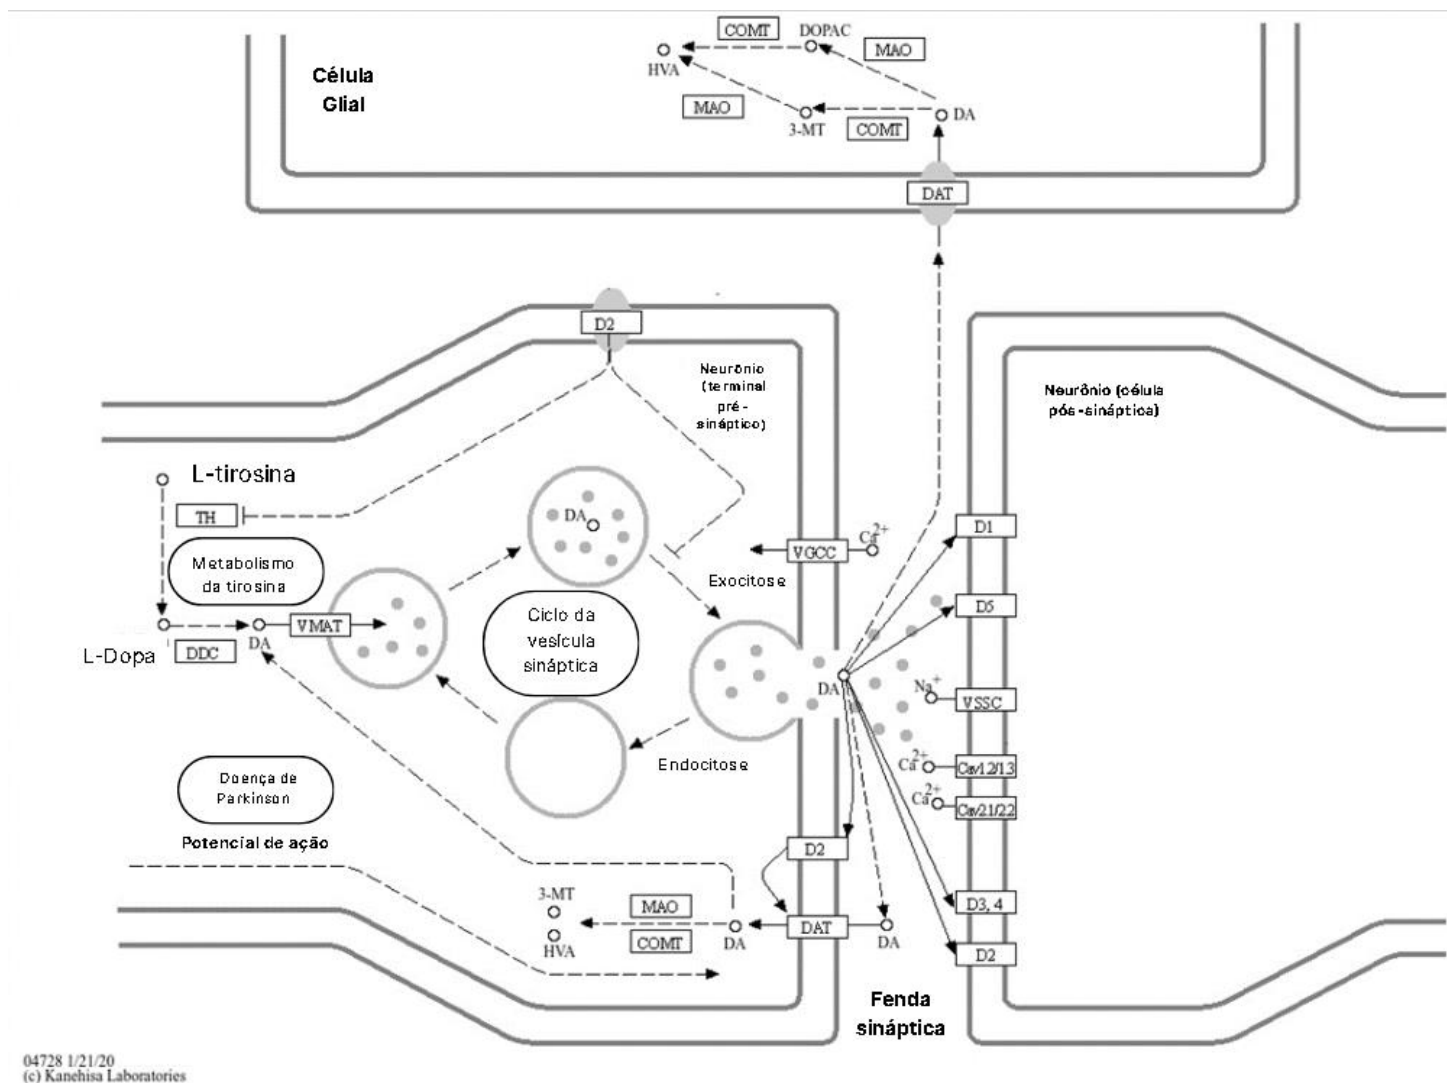 COMT
DOPAC
MAO
HVA
Célula
Glial
MAO
3-MT
COMT
DA
DAT
D2
Neurônio
(terminal
pré-
sináptico)
Neurônio (célula
pós-sináptica)
L-tirosina
TH
DA
Metabolismo
da tirosina
VGCC
Ca2+
D1
Exocitose
Ciclo da
vesícula
sináptica
D5
VMAT
L-Dopa
DDC
DA
DA
Na+
VSSC
Endocitose
Ca2+
Cav1.2/1.3
Ca2+
Cav2.1/2.2
Doença de
Parkinson
Potencial de ação
D2
3-MT
MAO
HVA
COMT
DA
DAT
DA
D3, 4
D2
Fenda
sináptica
04728 1/21/20
(c) Kanehisa Laboratories